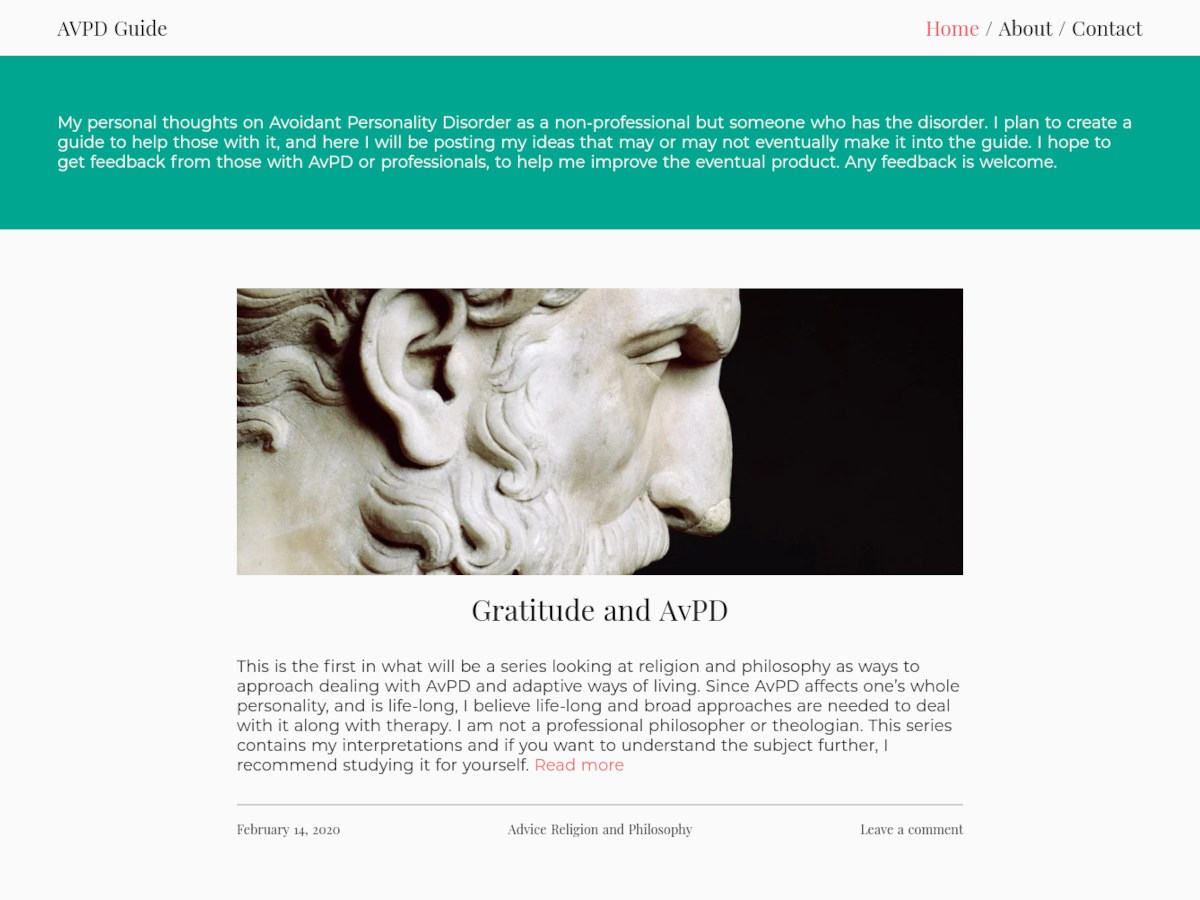 AVPD Guide
Home / About / Contact
My personal thoughts on Avoidant Personality Disorder as a non-professional but someone who has the disorder. I plan to create a
guide to help those with it, and here I will be posting my ideas that may or may not eventually make it into the guide. I hope to
get feedback from those with AvPD or professionals, to help me improve the eventual product. Any feedback is welcome.
Gratitude and AvPD
This is the first in what will be a series looking at religion and philosophy as ways to
approach dealing with AvPD and adaptive ways of living. Since AvPD affects one’s whole
personality, and is life-long, I believe life-long and broad approaches are needed to deal
with it along with therapy. I am not a professional philosopher or theologian. This series
contains my interpretations and if you want to understand the subject further, I
recommend studying it for yourself. Read more
February 14, 2020
Advice Religion and Philosophy
Leave a comment